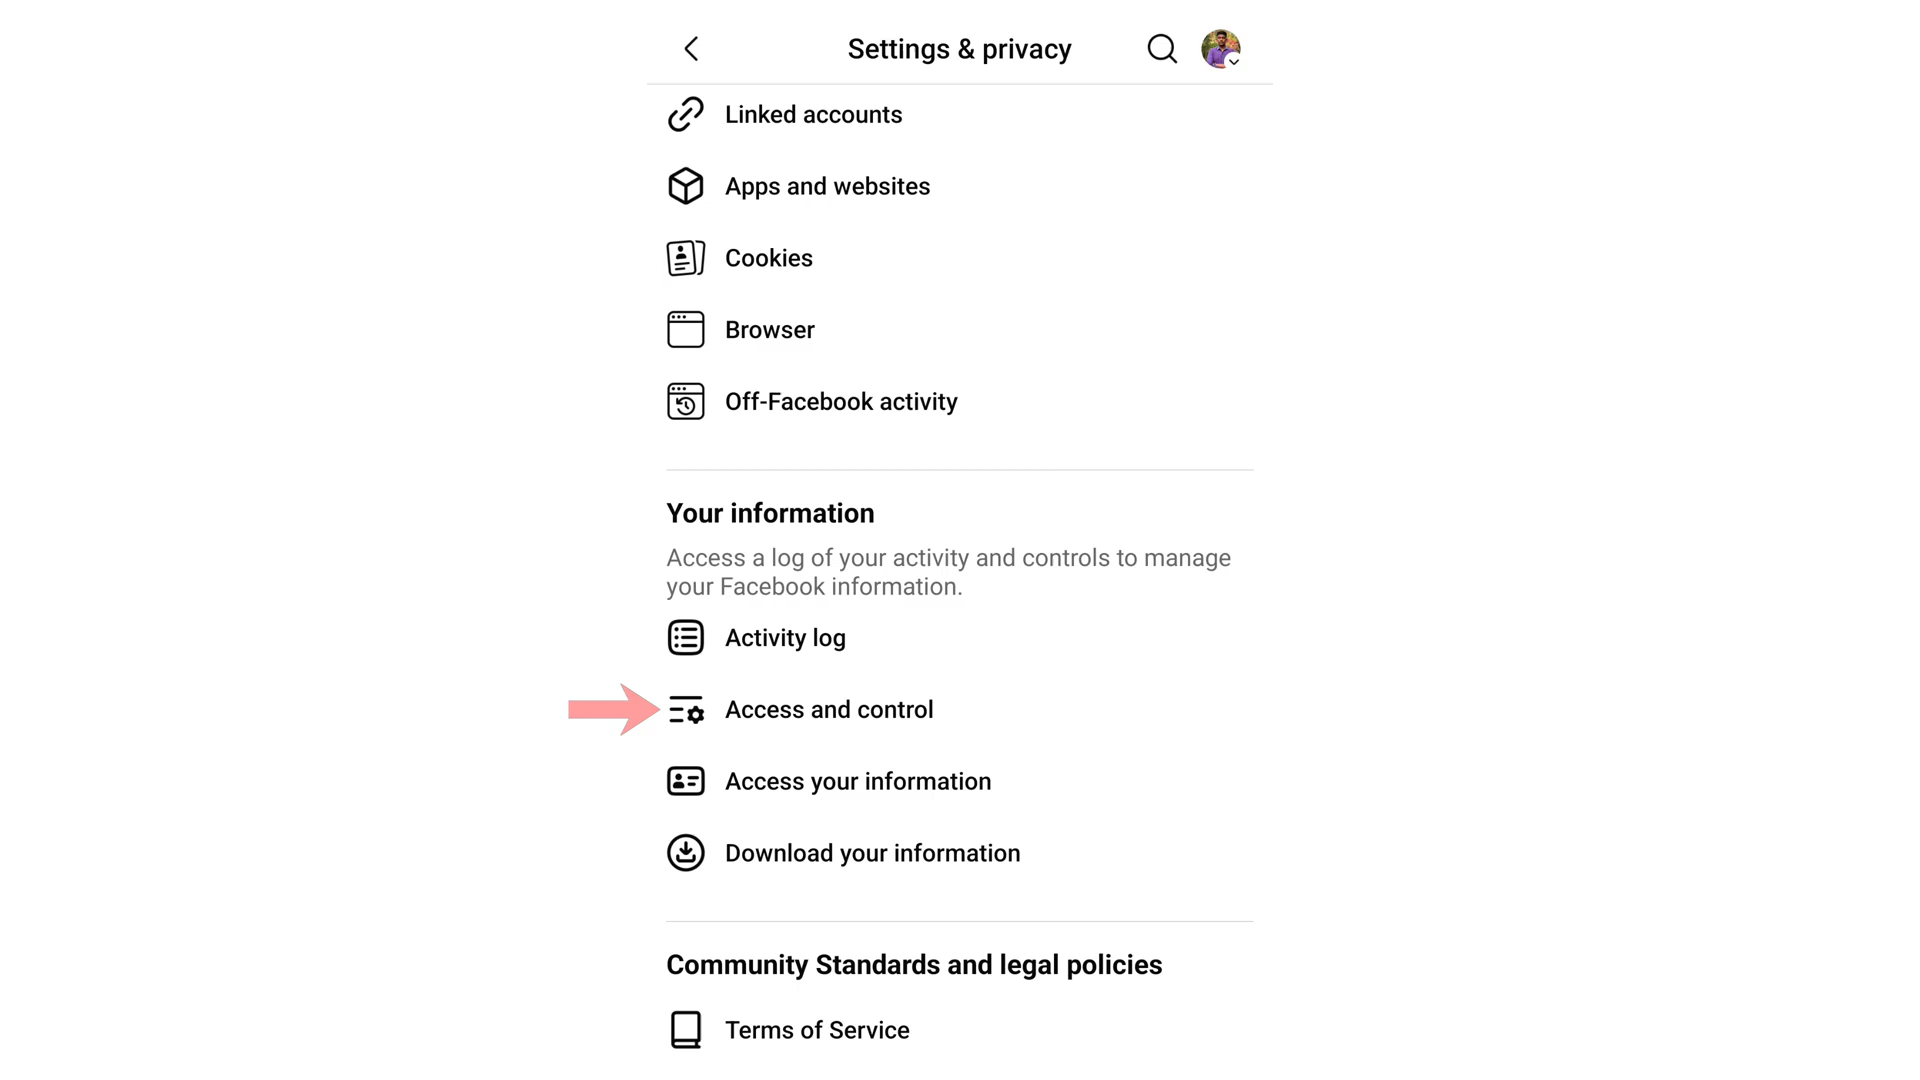 Settings & privacy
Linked accounts
Apps and websites
Cookies
Browser
Off-Facebook activity
Your information
Access a log of your activity and controls to manage
your Facebook information.
Activity log
Access and control
Access your information
Download your information
Community Standards and legal policies
Terms of Service